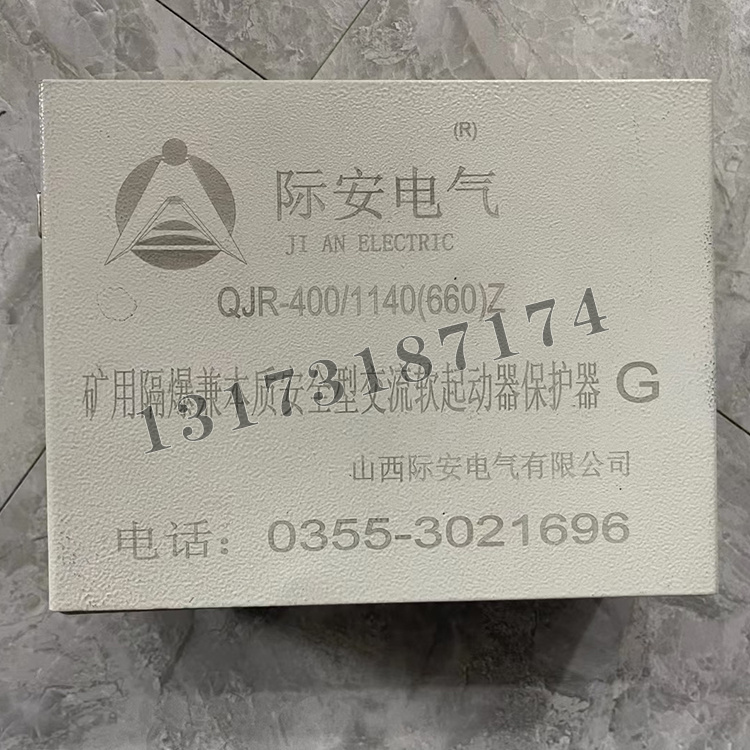 (R)
际安电气
JI AN ELECTRIC
QJR-400/1140(660)Z
矿用隔爆兼本质安全型交流软起动器保护器 G
13173187174
山西际安电气有限公司
电话：0355-3021696